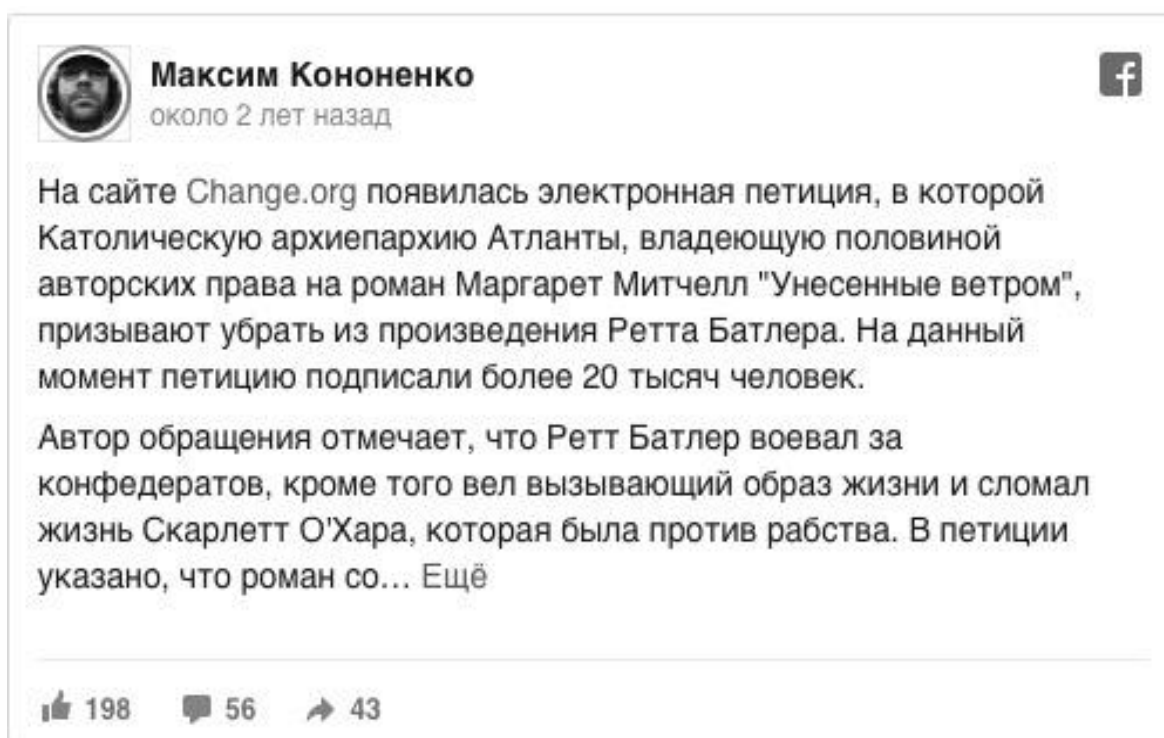 Максим Кононенко
около 2 лет назад
На сайте Change.org появилась электронная петиция, в которой
Католическую архиепархию Атланты, владеющую половиной
авторских права на роман Маргарет Митчелл "Унесенные ветром",
призывают убрать из произведения Ретта Батлера. На данный
момент петицию подписали более 20 тысяч человек.
Автор обращения отмечает, что Ретт Батлер воевал за
конфедератов, кроме того вел вызывающий образ жизни и сломал
жизнь Скарлетт О'Хара, которая была против рабства. В петиции
указано, что роман со... Ещё
198 56 43